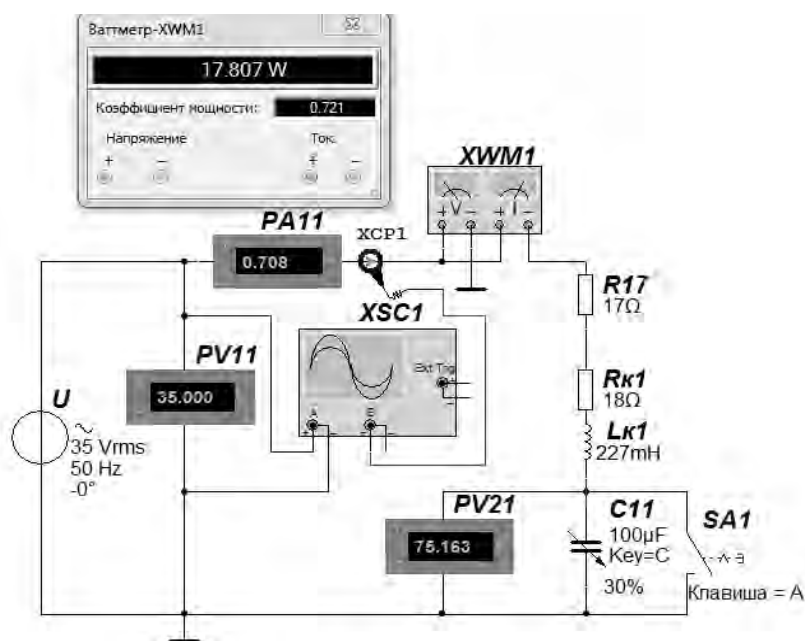 Ваттметр-XWM1
17.807 W
Коэффициент мощности: 0.721
Напряжение Ток
+ − + −
XWM1
+ V − + I −
PA11
0.708
XCP1
XSC1
Ext Trig
+
−
A B
+ − + −
PV11
35.000
U
35 Vrms
50 Hz
-0°
R17
17Ω
Rк1
18Ω
Lк1
227mH
PV21
75.163
C11
100µF
Key=C
30%
SA1
Клавиша = A